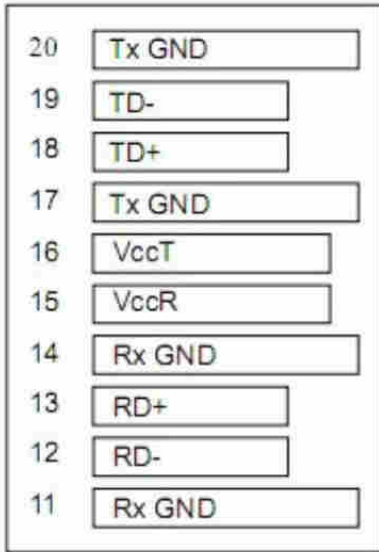 20 Tx GND
19 TD-
18 TD+
17 Tx GND
16 VccT
15 VccR
14 Rx GND
13 RD+
12 RD-
11 Rx GND